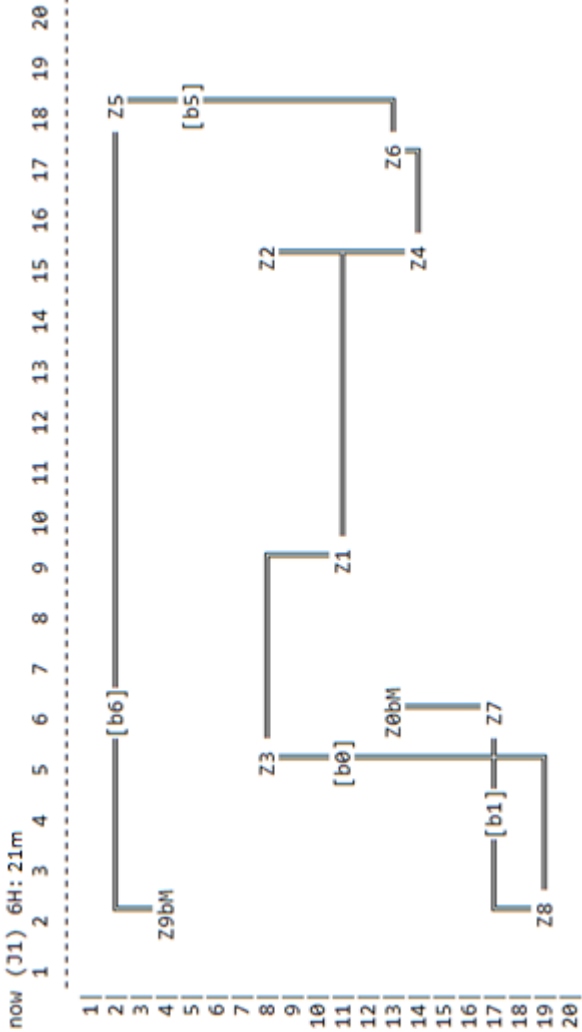 now (J1) 6H:21m
1 2 3 4 5 6 7 8 9 10 11 12 13 14 15 16 17 18 19 20
1|
2| [b6] Z5
3|
4| Z9bM
5| [b5]
6|
7|
8| Z3 Z2
9|
10|
11| [b0] Z1
12|
13| Z0bM Z6
14| Z4
15|
16|
17| [b1] Z7
18|
19| Z8
20|